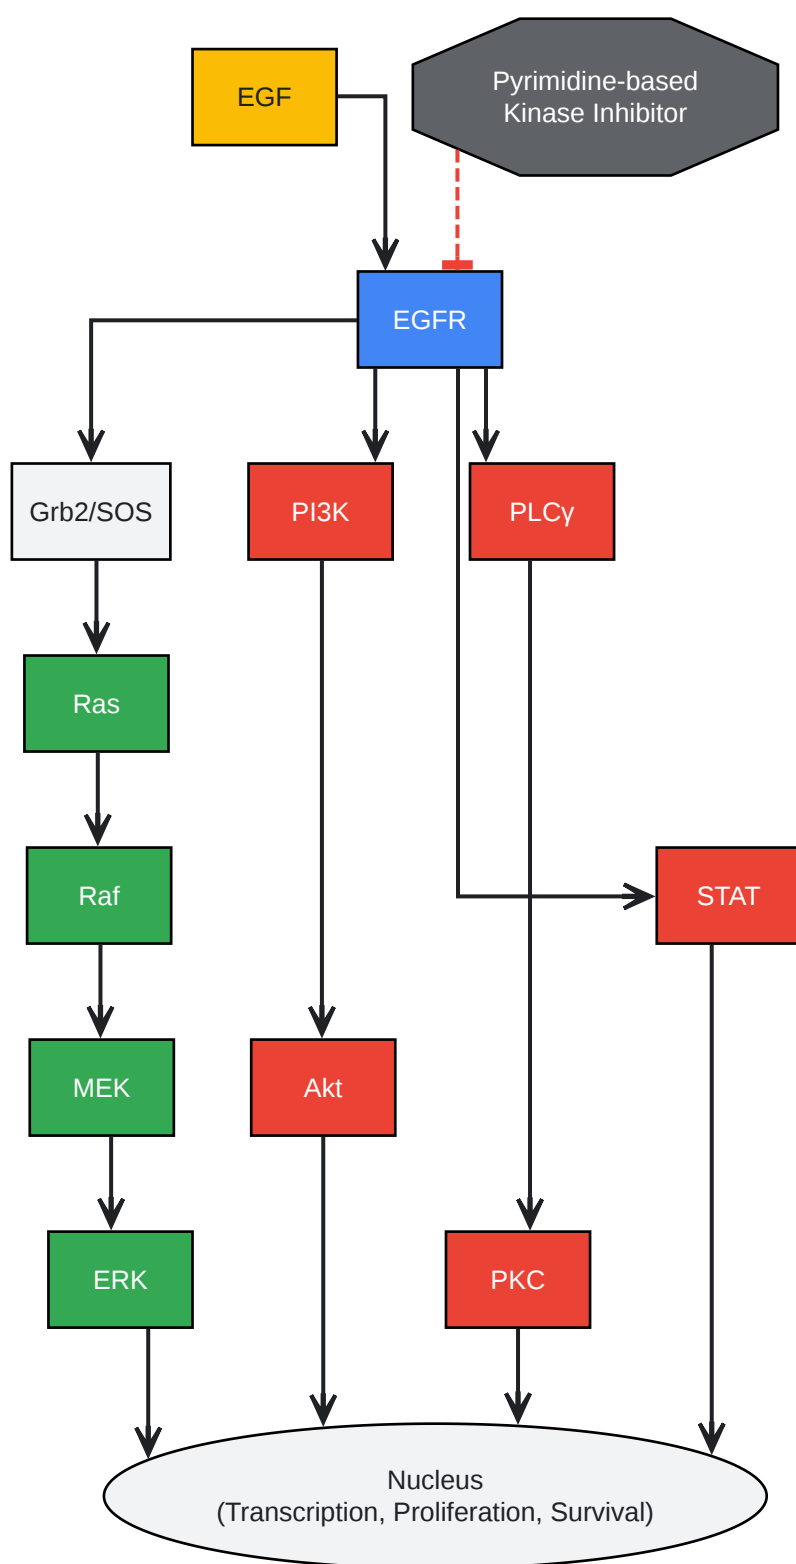 EGF
Pyrimidine-based
Kinase Inhibitor
EGFR
Grb2/SOS
PI3K
PLCγ
Ras
Raf
STAT
MEK
Akt
ERK
PKC
Nucleus
(Transcription, Proliferation, Survival)